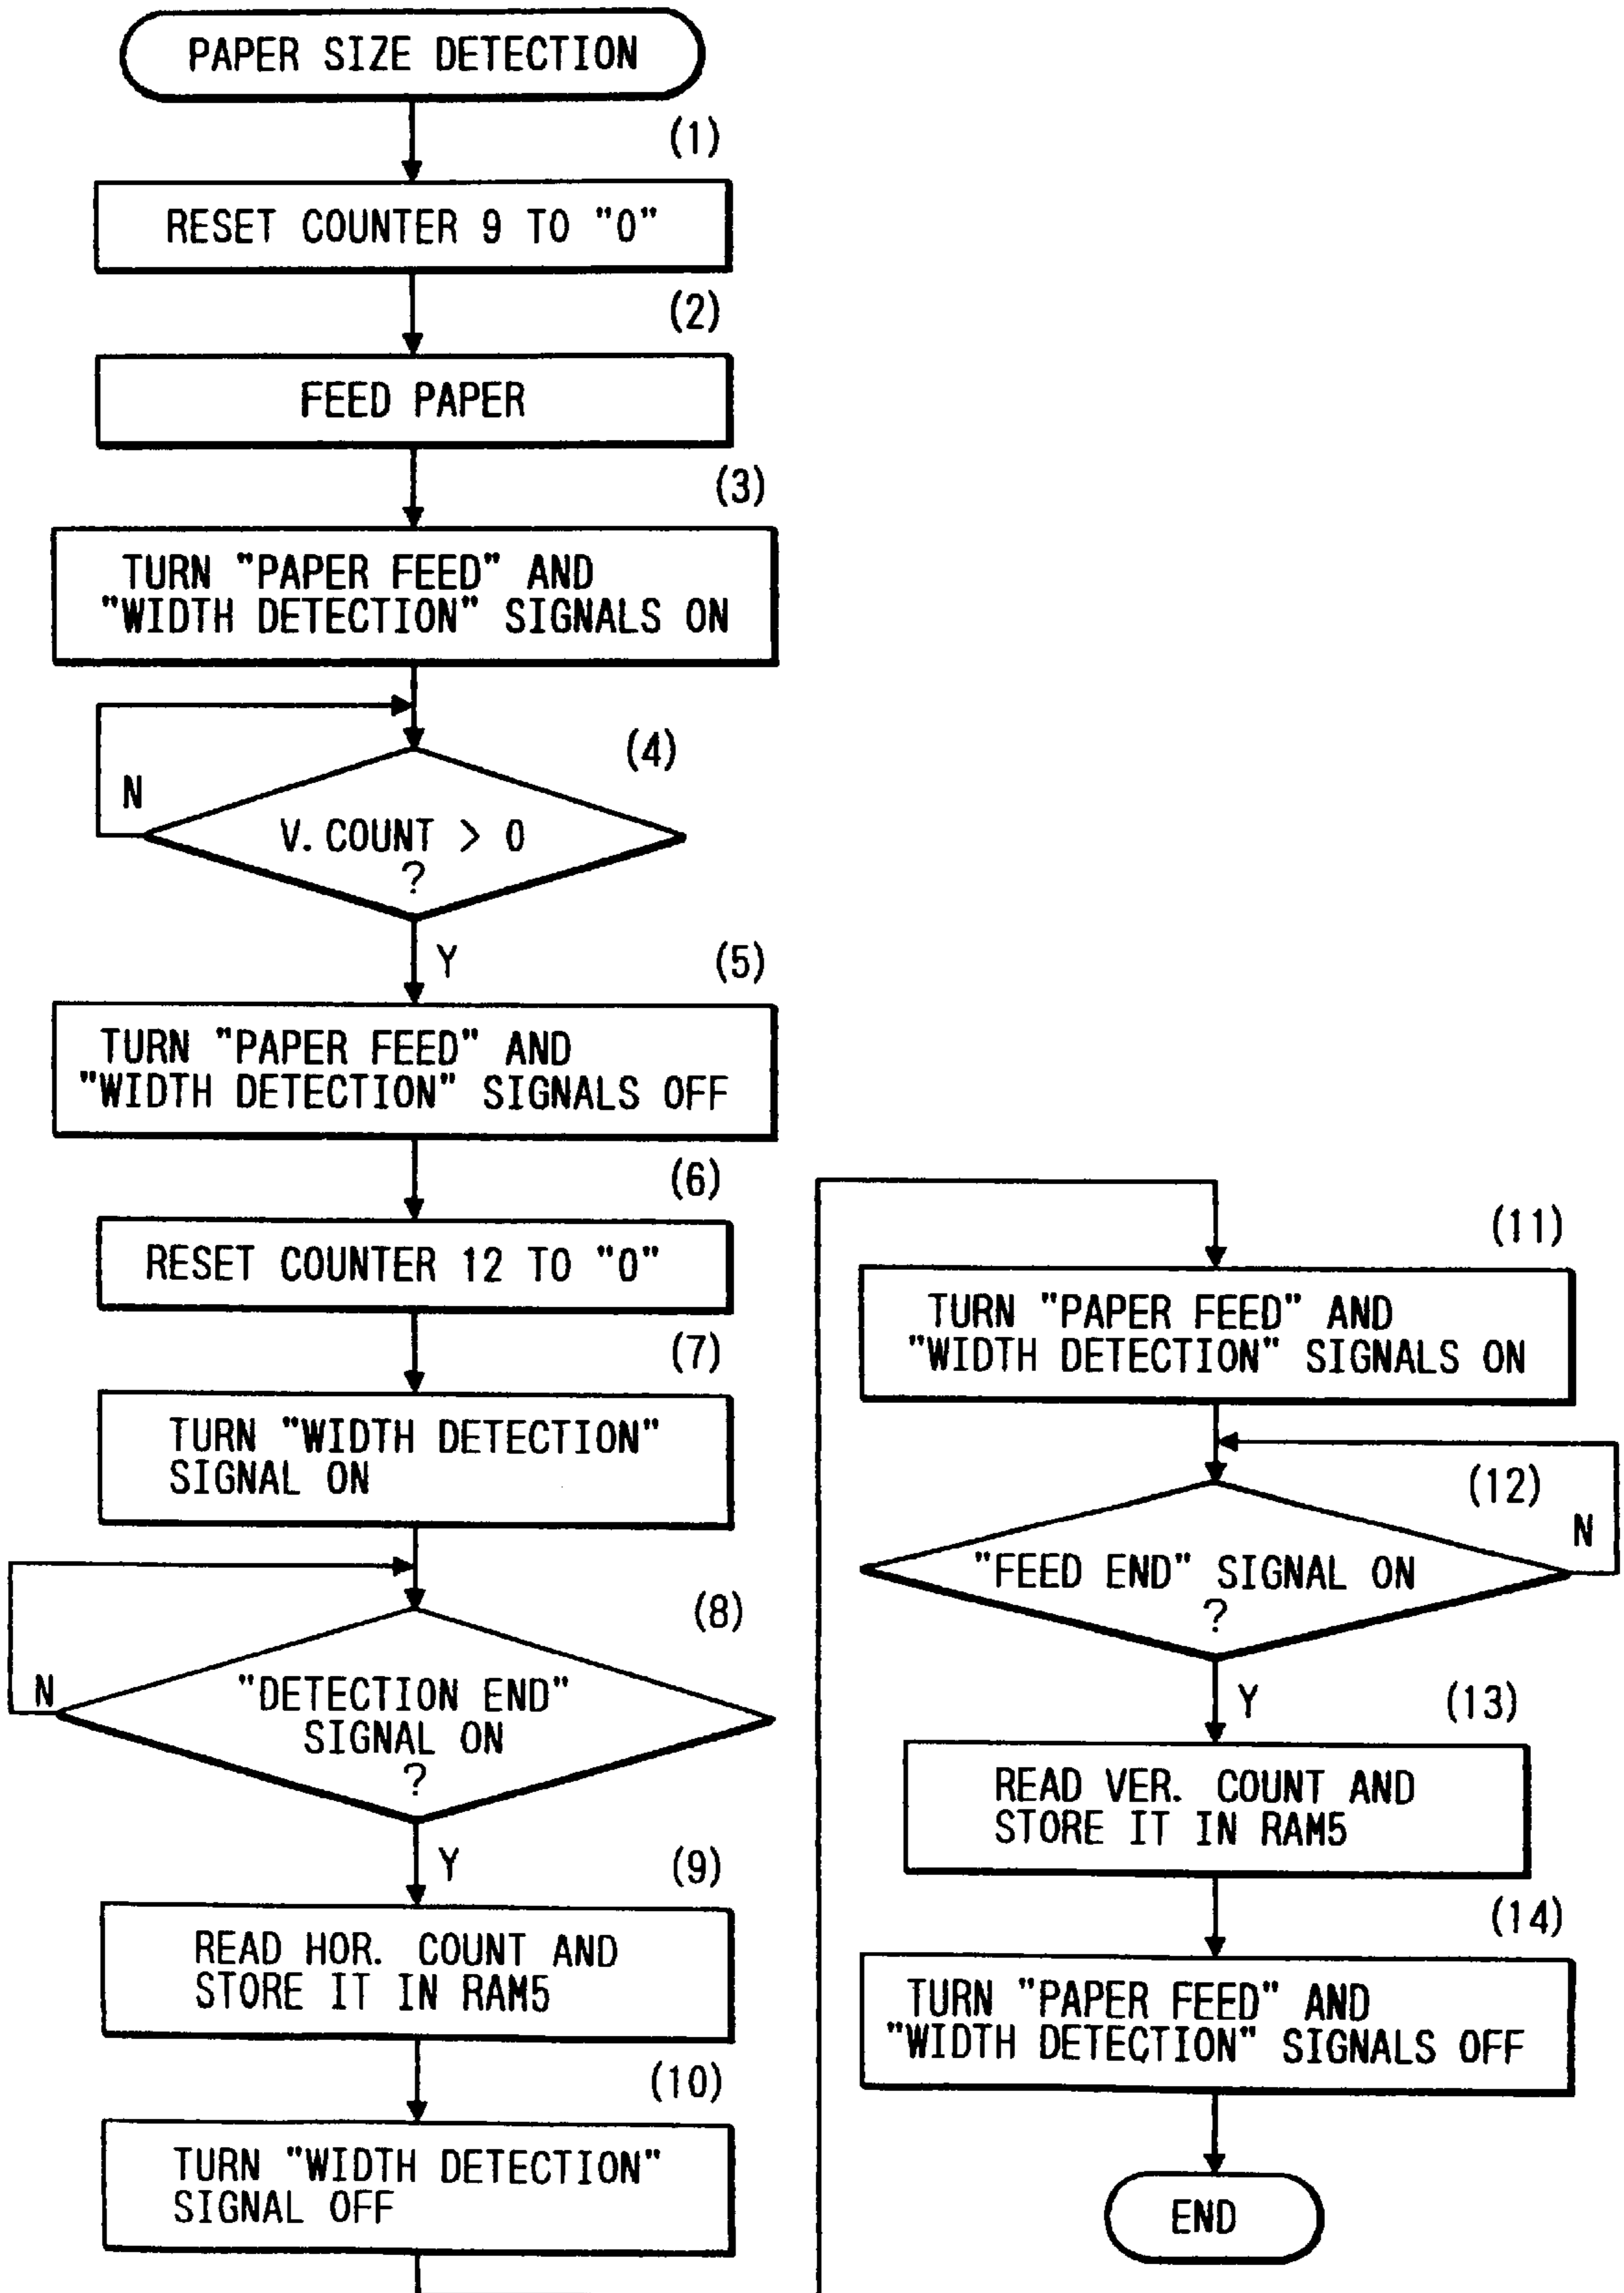 PAPER SIZE DETECTION
(1)
RESET COUNTER 9 TO "0"
(2)
FEED PAPER
(3)
TURN "PAPER FEED" AND
"WIDTH DETECTION" SIGNALS ON
(4)
N
V. COUNT > 0
?
Y
(5)
TURN "PAPER FEED" AND
"WIDTH DETECTION" SIGNALS OFF
(6)
RESET COUNTER 12 TO "0"
(7)
TURN "WIDTH DETECTION"
SIGNAL ON
(8)
N
"DETECTION END"
SIGNAL ON
?
Y
(9)
READ HOR. COUNT AND
STORE IT IN RAM5
(10)
TURN "WIDTH DETECTION"
SIGNAL OFF
(11)
TURN "PAPER FEED" AND
"WIDTH DETECTION" SIGNALS ON
(12)
N
"FEED END" SIGNAL ON
?
Y
(13)
READ VER. COUNT AND
STORE IT IN RAM5
(14)
TURN "PAPER FEED" AND
"WIDTH DETECTION" SIGNALS OFF
END